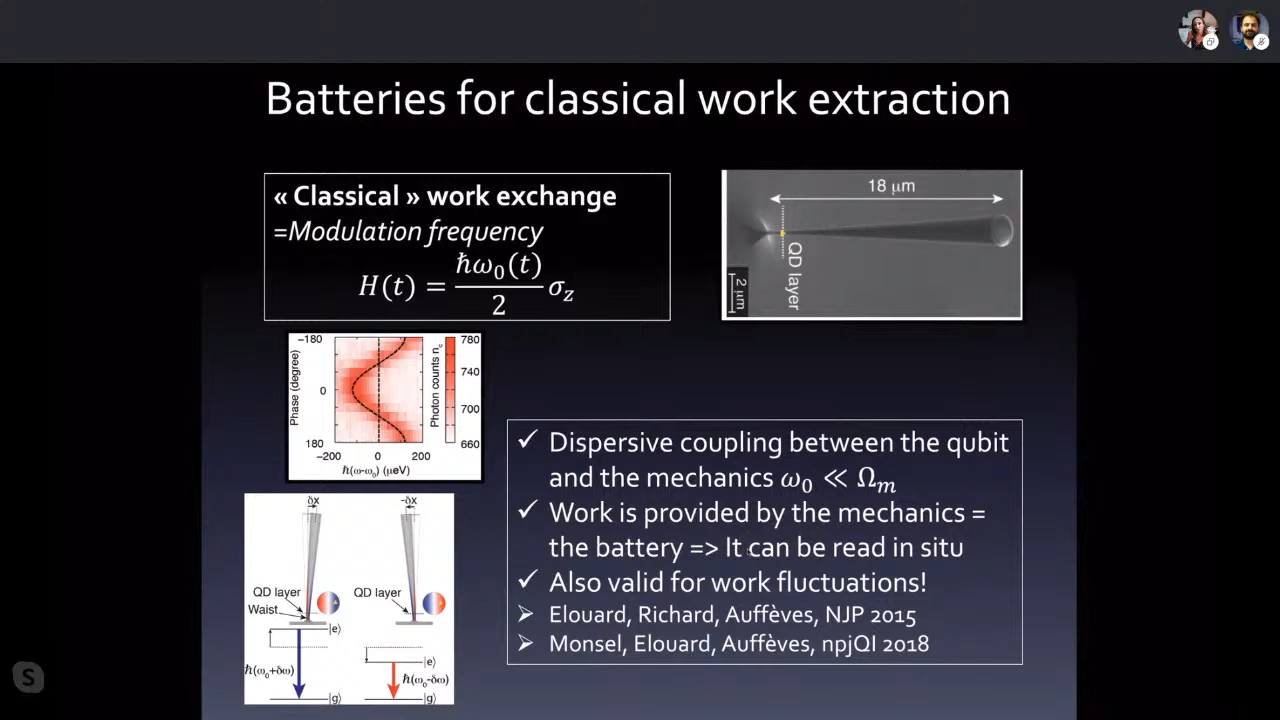 Batteries for classical work extraction
« Classical » work exchange
=Modulation frequency
H(t) = ħω₀(t)/2 σz
18 μm
QD layer
2 μm
-180
0
180
Phase (degree)
-200 0 200
ħ(ω-ω₀) (μeV)
Photon counts nc
780
740
700
660
δx
-δx
QD layer
Waist
QD layer
|e⟩
ħ(ω₀+δω)
|g⟩
|e⟩
ħ(ω₀-δω)
|g⟩
✓ Dispersive coupling between the qubit
and the mechanics ω₀ ≪ Ωm
✓ Work is provided by the mechanics =
the battery => It can be read in situ
✓ Also valid for work fluctuations!
➢ Elouard, Richard, Auffèves, NJP 2015
➢ Monsel, Elouard, Auffèves, npjQI 2018